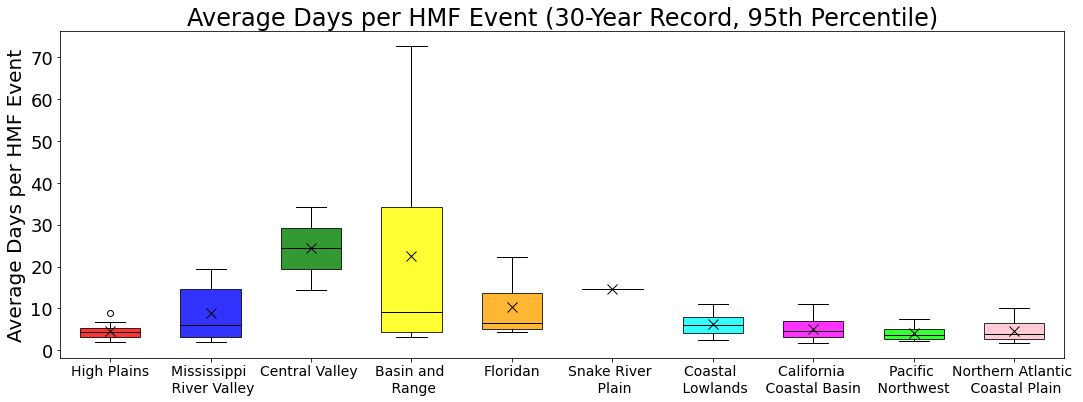 Average Days per HMF Event (30-Year Record, 95th Percentile)
Average Days per HMF Event
70
60
50
40
30
20
10
0
High Plains
Mississippi
River Valley
Central Valley
Basin and
Range
Floridan
Snake River
Plain
Coastal
Lowlands
California
Coastal Basin
Pacific
Northwest
Northern Atlantic
Coastal Plain